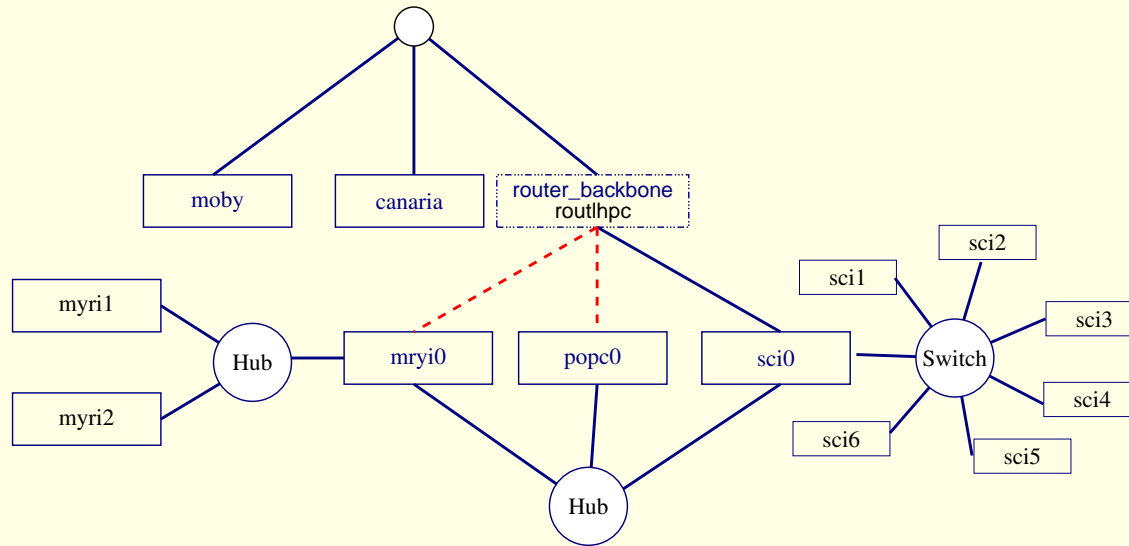 moby
canaria
router_backbone
routlhpc
sci2
sci1
myri1
sci3
Hub
mryi0
popc0
sci0
Switch
myri2
sci4
sci6
sci5
Hub